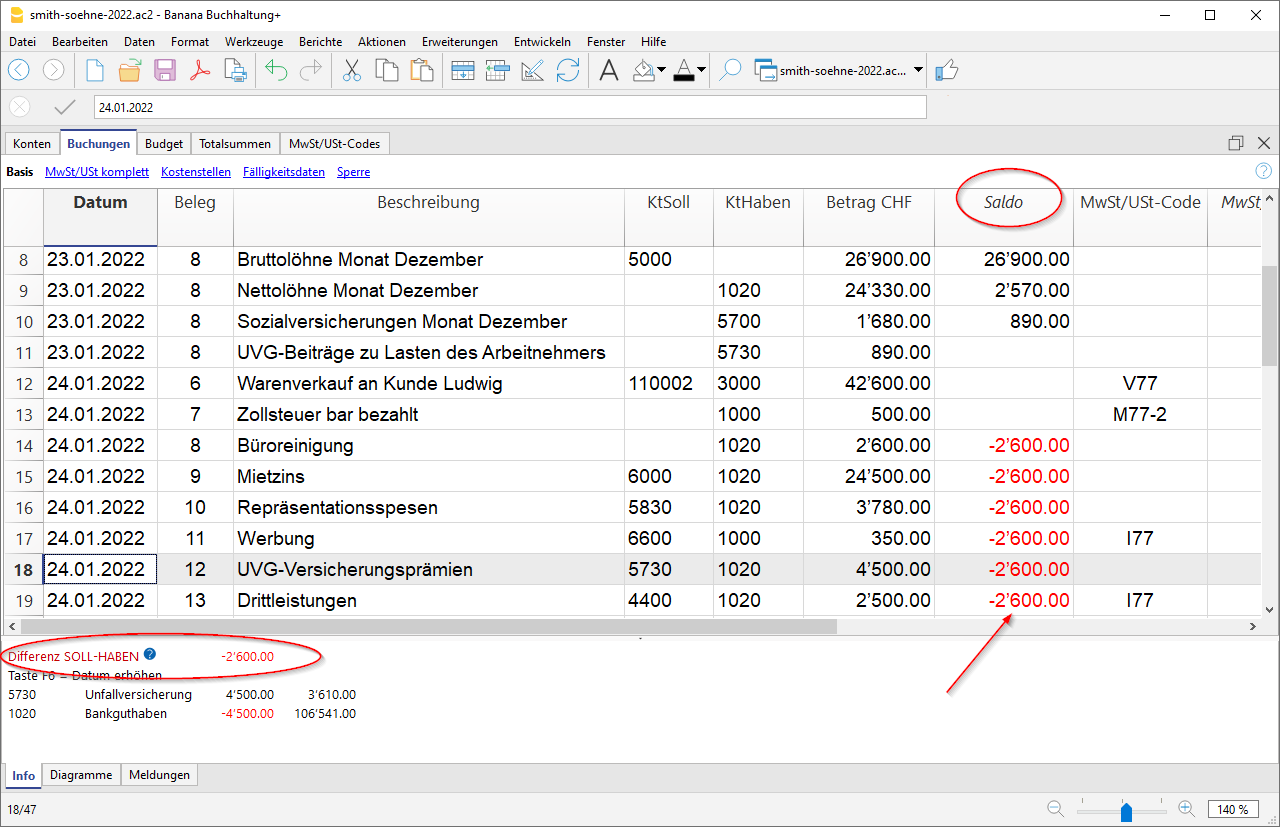 smith-soehne-2022.ac2 - Banana Buchhaltung+
Datei Bearbeiten Daten Format Werkzeuge Berichte Aktionen Erweiterungen Entwickeln Fenster Hilfe
smith-soehne-2022.ac...
24.01.2022
Konten Buchungen Budget Totalsummen MwSt/USt-Codes
Basis MwSt/USt komplett Kostenstellen Fälligkeitsdaten Sperre
Datum Beleg Beschreibung KtSoll KtHaben Betrag CHF Saldo MwSt/USt-Code MwSt/
8 23.01.2022 8 Bruttolöhne Monat Dezember 5000 26’900.00 26’900.00
9 23.01.2022 8 Nettolöhne Monat Dezember 1020 24’330.00 2’570.00
10 23.01.2022 8 Sozialversicherungen Monat Dezember 5700 1’680.00 890.00
11 23.01.2022 8 UVG-Beiträge zu Lasten des Arbeitnehmers 5730 890.00
12 24.01.2022 6 Warenverkauf an Kunde Ludwig 110002 3000 42’600.00 V77
13 24.01.2022 7 Zollsteuer bar bezahlt 1000 500.00 M77-2
14 24.01.2022 8 Büroreinigung 1020 2’600.00 -2’600.00
15 24.01.2022 9 Mietzins 6000 1020 24’500.00 -2’600.00
16 24.01.2022 10 Repräsentationsspesen 5830 1020 3’780.00 -2’600.00
17 24.01.2022 11 Werbung 6600 1000 350.00 -2’600.00 I77
18 24.01.2022 12 UVG-Versicherungsprämien 5730 1020 4’500.00 -2’600.00
19 24.01.2022 13 Drittleistungen 4400 1020 2’500.00 -2’600.00 I77
Differenz SOLL-HABEN ? -2’600.00
Taste F6 = Datum erhöhen
5730 Unfallversicherung 4’500.00 3’610.00
1020 Bankguthaben -4’500.00 106’541.00
Info Diagramme Meldungen
18/47 140 %